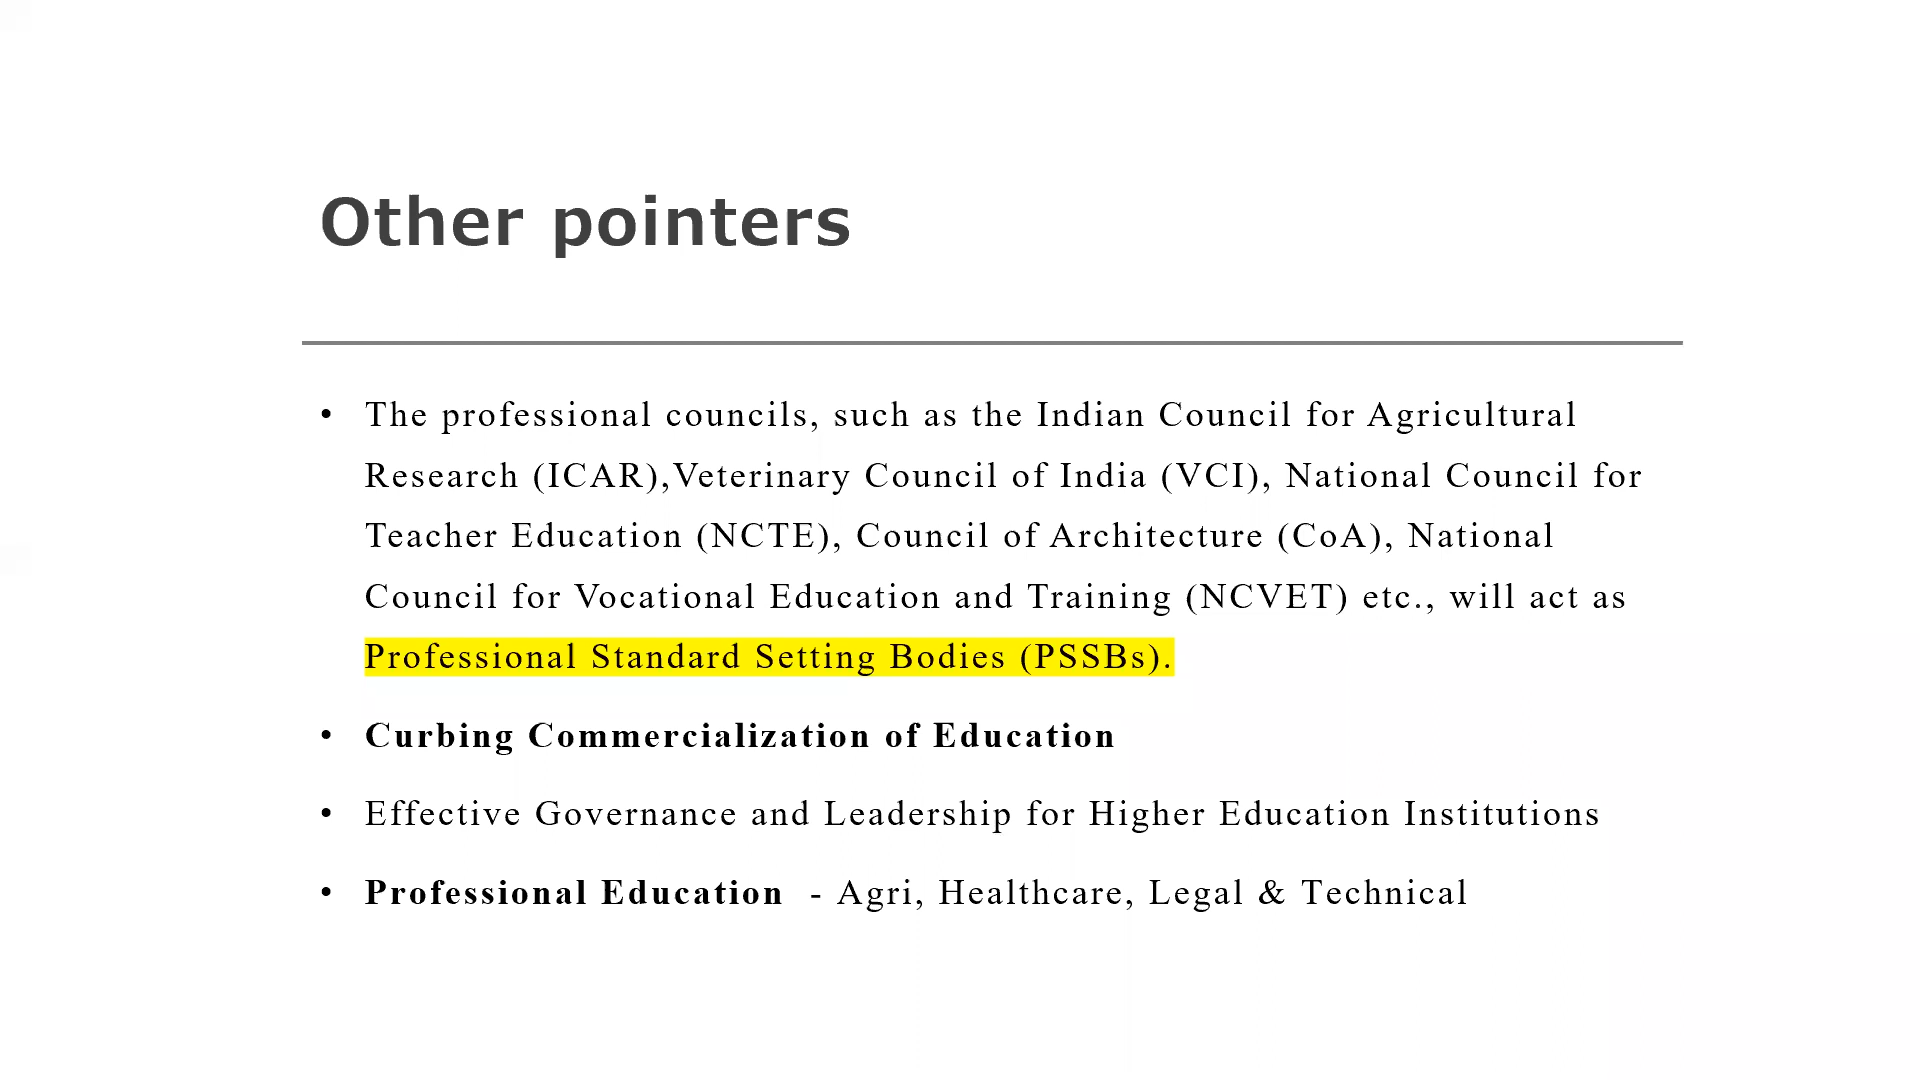 Other pointers
• The professional councils, such as the Indian Council for Agricultural
Research (ICAR),Veterinary Council of India (VCI), National Council for
Teacher Education (NCTE), Council of Architecture (CoA), National
Council for Vocational Education and Training (NCVET) etc., will act as
Professional Standard Setting Bodies (PSSBs).
• Curbing Commercialization of Education
• Effective Governance and Leadership for Higher Education Institutions
• Professional Education - Agri, Healthcare, Legal & Technical